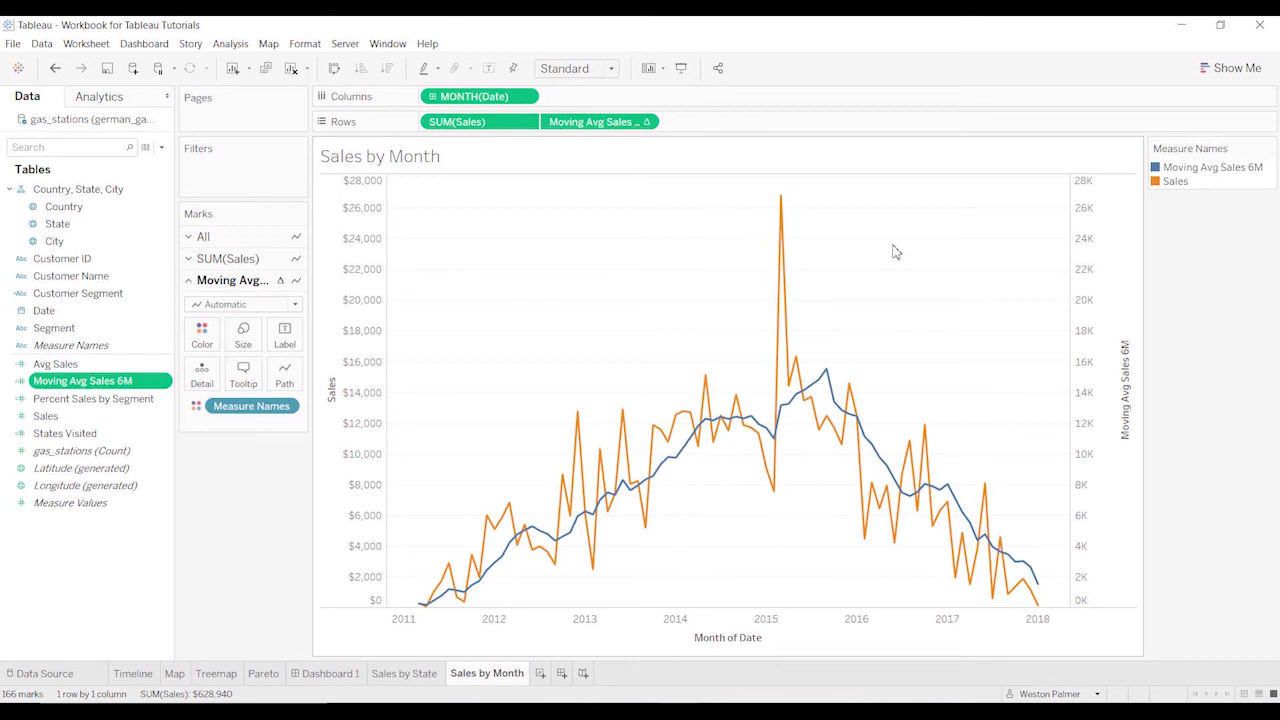 Tableau - Workbook for Tableau Tutorials
File Data Worksheet Dashboard Story Analysis Map Format Server Window Help
Standard
Show Me
Data Analytics
gas_stations (german_ga...
Search
Tables
Country, State, City
Country
State
City
Abc Customer ID
Abc Customer Name
Abc Customer Segment
Date
Abc Segment
Abc Measure Names
Avg Sales
Moving Avg Sales 6M
Percent Sales by Segment
Sales
States Visited
gas_stations (Count)
Latitude (generated)
Longitude (generated)
Measure Values
Pages
Filters
Marks
All
SUM(Sales)
Moving Avg... Δ
Automatic
Color Size Label
Detail Tooltip Path
Measure Names
Columns MONTH(Date)
Rows SUM(Sales) Moving Avg Sales .. Δ
Sales by Month
$28,000
$26,000
$24,000
$22,000
$20,000
$18,000
$16,000
$14,000
$12,000
$10,000
$8,000
$6,000
$4,000
$2,000
$0
Sales
28K
26K
24K
22K
20K
18K
16K
14K
12K
10K
8K
6K
4K
2K
0K
Moving Avg Sales 6M
2011 2012 2013 2014 2015 2016 2017 2018
Month of Date
Measure Names
Moving Avg Sales 6M
Sales
Data Source Timeline Map Treemap Pareto Dashboard 1 Sales by State Sales by Month
166 marks 1 row by 1 column SUM(Sales): $628,940 Weston Palmer